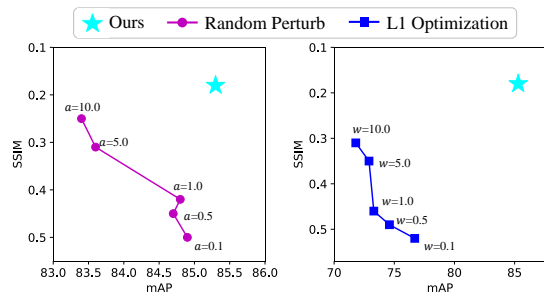 Ours Random Perturb L1 Optimization
0.1
0.2
0.3
0.4
0.5
SSIM
a=10.0
a=5.0
a=1.0
a=0.5
a=0.1
83.0 83.5 84.0 84.5 85.0 85.5 86.0
mAP
0.1
0.2
0.3
0.4
0.5
SSIM
w=10.0
w=5.0
w=1.0
w=0.5
w=0.1
70 75 80 85
mAP